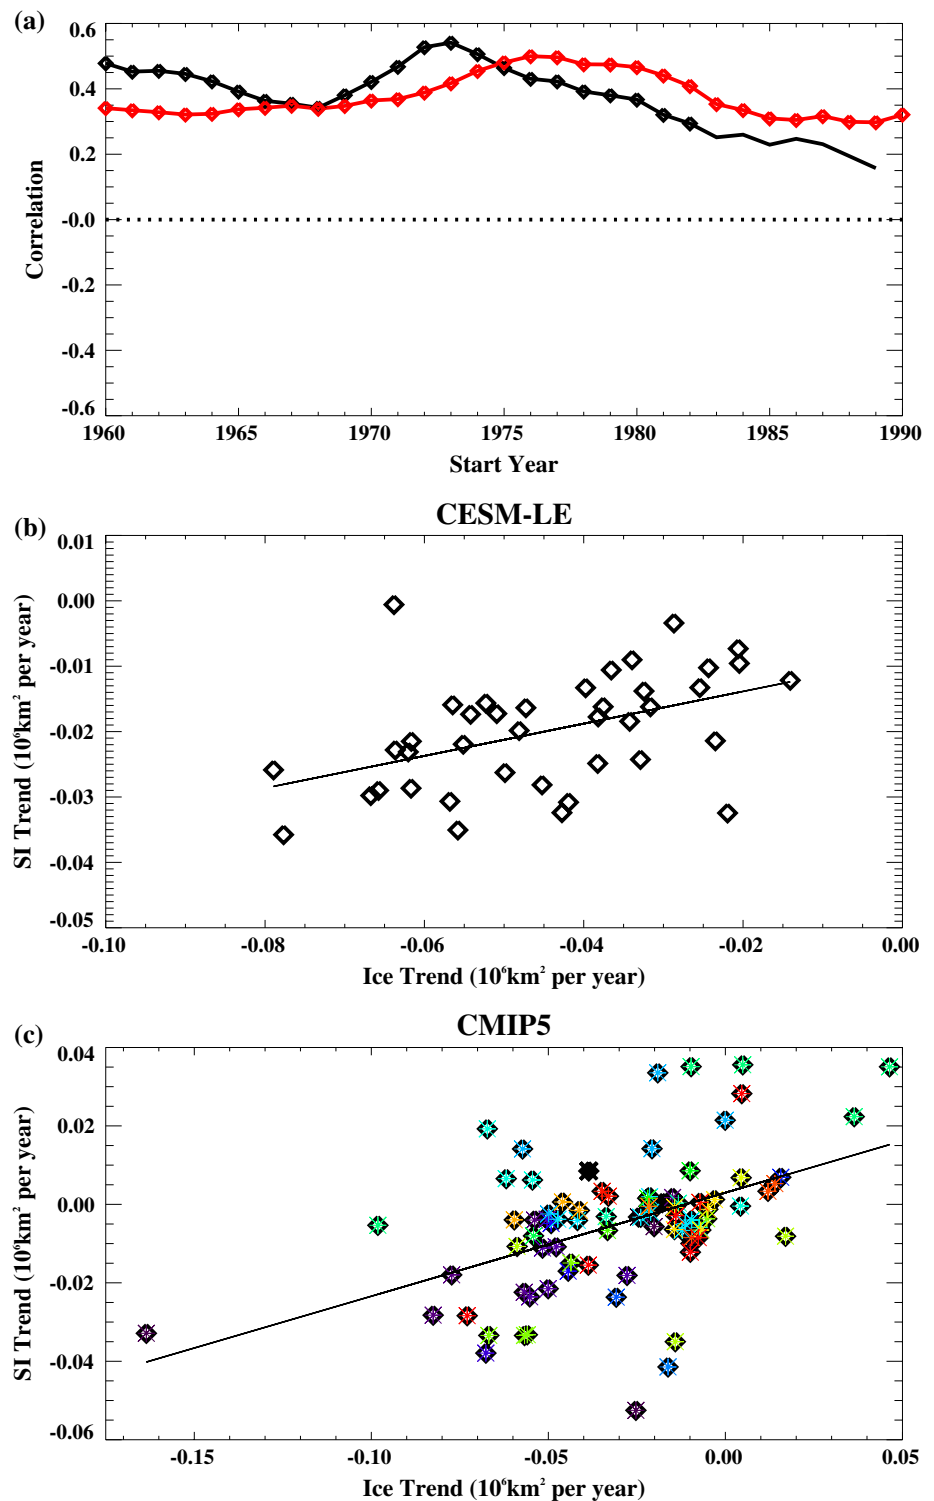 (a)
0.6
0.4
0.2
-0.0
-0.2
-0.4
-0.6
Correlation
1960 1965 1970 1975 1980 1985 1990
Start Year
(b)
CESM-LE
0.01
0.00
-0.01
-0.02
-0.03
-0.04
-0.05
SI Trend (10⁶km² per year)
-0.10 -0.08 -0.06 -0.04 -0.02 0.00
Ice Trend (10⁶km² per year)
(c)
CMIP5
0.04
0.02
0.00
-0.02
-0.04
-0.06
SI Trend (10⁶km² per year)
-0.15 -0.10 -0.05 0.00 0.05
Ice Trend (10⁶km² per year)